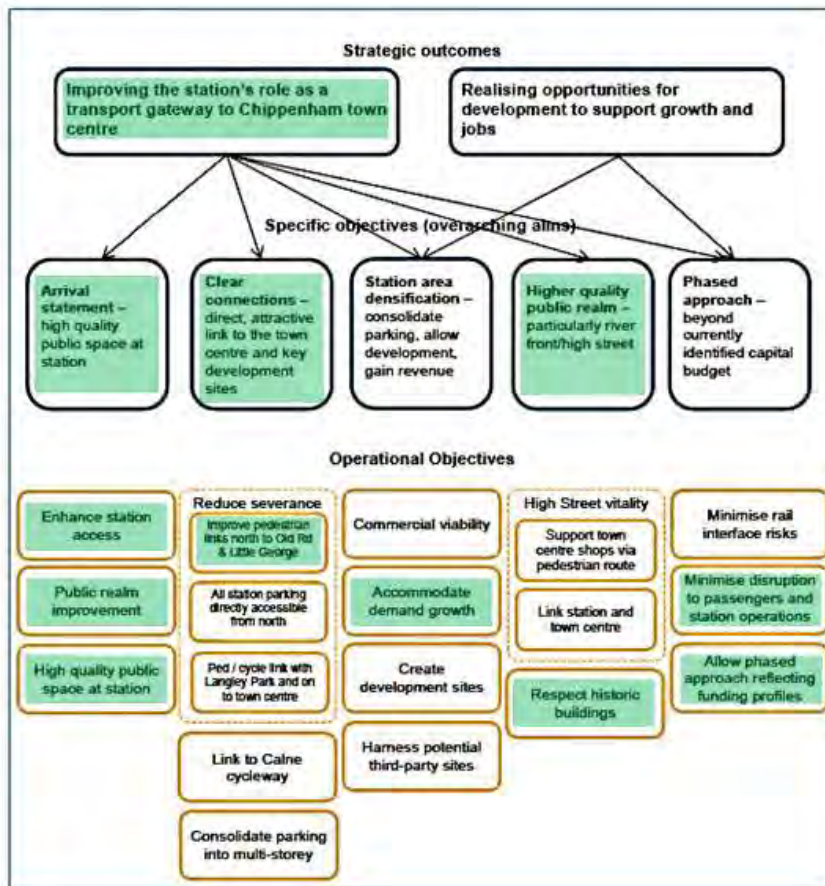 Strategic outcomes
Improving the station's role as a
transport gateway to Chippenham town
centre
Realising opportunities for
development to support growth and
jobs
Specific objectives (overarching aims)
Arrival
statement –
high quality
public space at
station
Clear
connections –
direct, attractive
link to the town
centre and key
development
sites
Station area
densification –
consolidate
parking, allow
development,
gain revenue
Higher quality
public realm –
particularly river
front/high street
Phased
approach –
beyond
currently
identified capital
budget
Operational Objectives
Enhance station
access
Public realm
improvement
High quality public
space at station
Reduce severance
Improve pedestrian
links north to Old Rd
& Little George
All station parking
directly accessible
from north
Ped / cycle link with
Langley Park and on
to town centre
Link to Calne
cycleway
Consolidate parking
into multi-storey
Commercial viability
Accommodate
demand growth
Create
development sites
Harness potential
third-party sites
High Street vitality
Support town
centre shops via
pedestrian route
Link station and
town centre
Respect historic
buildings
Minimise rail
interface risks
Minimise disruption
to passengers and
station operations
Allow phased
approach reflecting
funding profiles